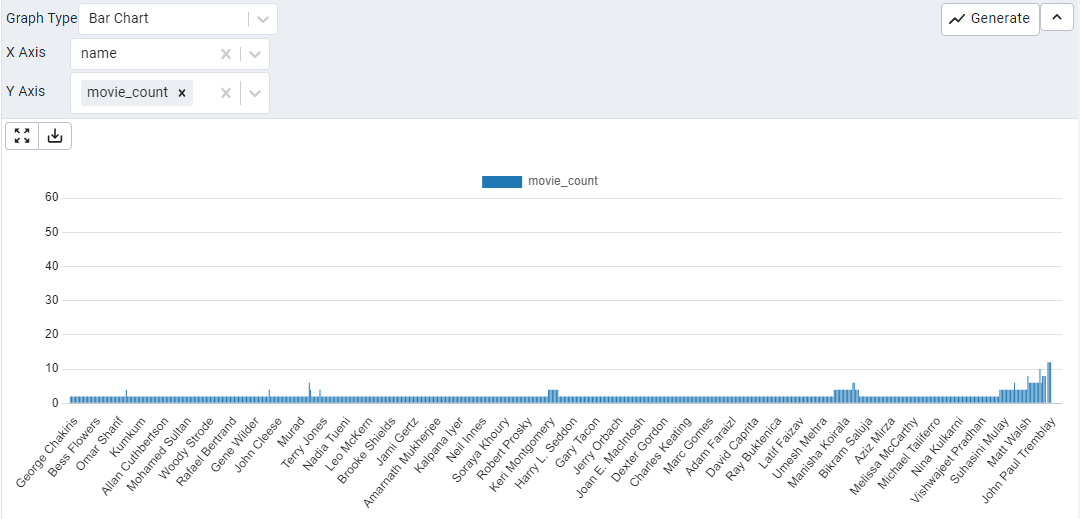 Graph Type Bar Chart Generate
X Axis name
Y Axis movie_count
movie_count
60
50
40
30
20
10
0
George Chakiris
Bess Flowers
Omar Sharif
Kumkum
Allan Cuthbertson
Mohamed Sultan
Woody Strode
Rafael Bertrand
Gene Wilder
John Cleese
Murad
Terry Jones
Nadia Tueni
Leo McKern
Brooke Shields
Jami Gertz
Amarnath Mukherjee
Kalpana Iyer
Neil Innes
Soraya Khoury
Robert Prosky
Keri Montgomery
Harry L. Seddon
Gary Tacon
Jerry Orbach
Joan E. MacIntosh
Dexter Gordon
Charles Keating
Marc Gomes
Adam Faraizl
David Caprita
Ray Buktenica
Latif Faizav
Umesh Mehra
Manisha Koirala
Bikram Saluja
Aziz Mirza
Melissa McCarthy
Michael Taliferro
Nina Kulkarni
Vishwajeet Pradhan
Suhasini Mulay
Matt Walsh
John Paul Tremblay